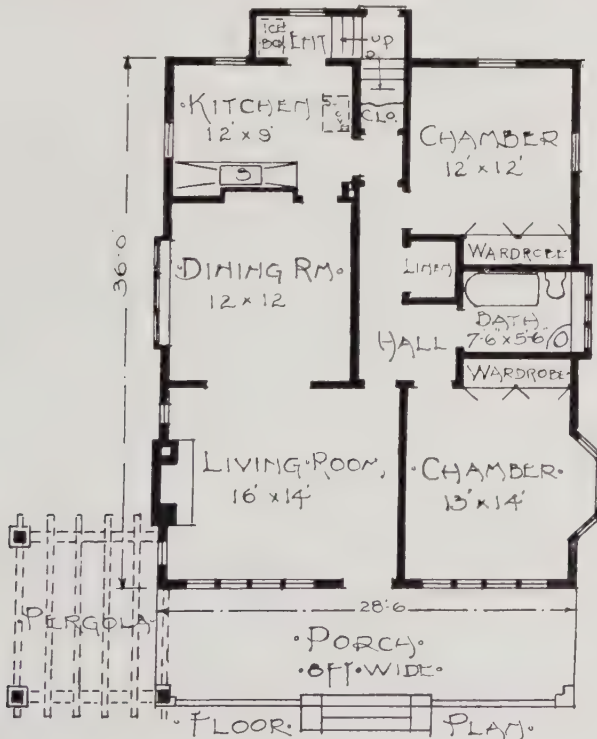 ICE
BOX
ENT
UP
KITCHEN
12' x 9'
CLO.
CHAMBER
12' x 12'
S
WARDROBE
LINEN
DINING RM.
12 x 12
BATH
7'-6" x 5'-6"
HALL
WARDROBE
36'-0"
LIVING·ROOM
16' x 14'
CHAMBER·
13' x 14'
28'-6
PERGOLA
·PORCH·
·8FT·WIDE·
·FLOOR· PLAN·